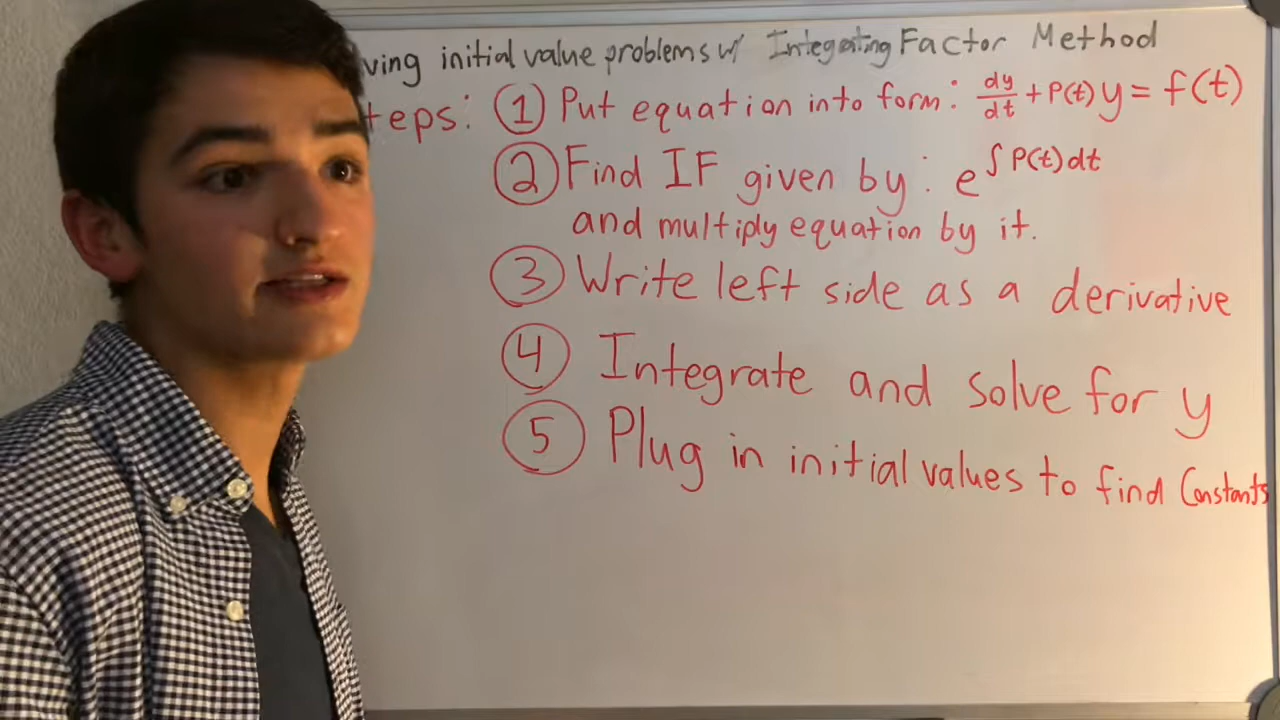 ving initial value problems w/ Integrating Factor Method
teps: ① Put equation into form: dy/dt + P(t) y = f(t)
② Find IF given by: e^∫P(t)dt
and multiply equation by it.
③ Write left side as a derivative
④ Integrate and solve for y
⑤ Plug in initial values to find Constants